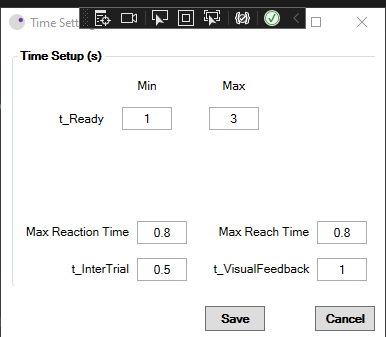 Time Sett
Time Setup (s)
Min Max
t_Ready 1 3
Max Reaction Time 0.8 Max Reach Time 0.8
t_InterTrial 0.5 t_VisualFeedback 1
Save Cancel